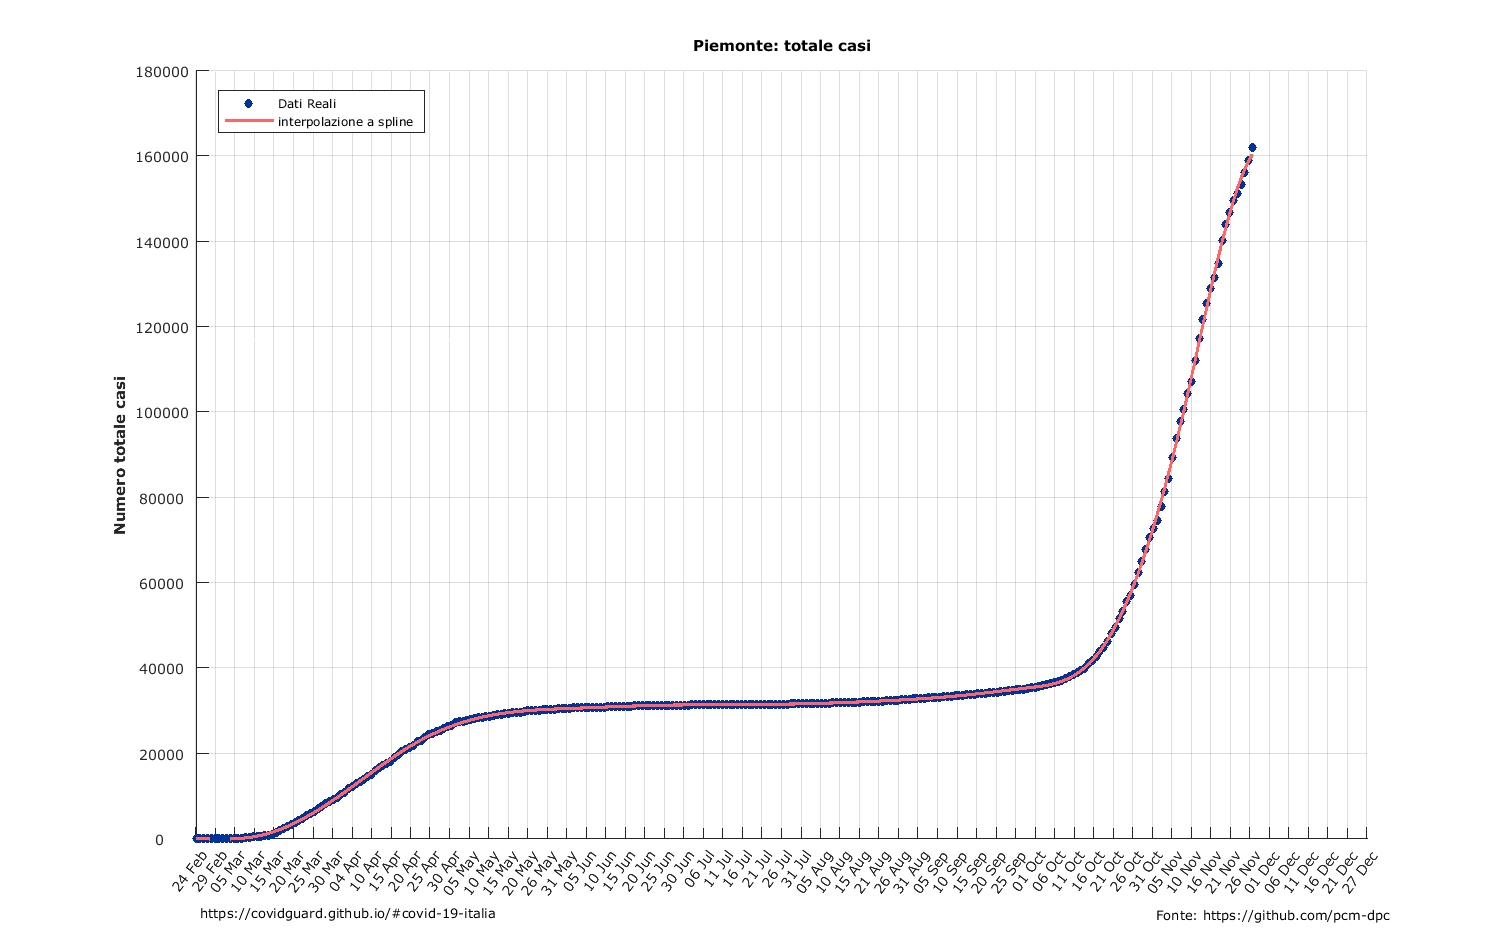 Piemonte: totale casi
180000
160000
140000
120000
100000
80000
60000
40000
20000
0
Numero totale casi
Dati Reali
interpolazione a spline
24 Feb
29 Feb
05 Mar
10 Mar
15 Mar
20 Mar
25 Mar
30 Mar
04 Apr
10 Apr
15 Apr
20 Apr
25 Apr
30 Apr
05 May
10 May
15 May
20 May
26 May
31 May
05 Jun
10 Jun
15 Jun
20 Jun
25 Jun
30 Jun
06 Jul
11 Jul
16 Jul
21 Jul
26 Jul
31 Jul
05 Aug
10 Aug
15 Aug
21 Aug
26 Aug
31 Aug
05 Sep
10 Sep
15 Sep
20 Sep
25 Sep
01 Oct
06 Oct
11 Oct
16 Oct
21 Oct
26 Oct
31 Oct
05 Nov
10 Nov
16 Nov
21 Nov
26 Nov
01 Dec
06 Dec
11 Dec
16 Dec
21 Dec
27 Dec
https://covidguard.github.io/#covid-19-italia
Fonte: https://github.com/pcm-dpc